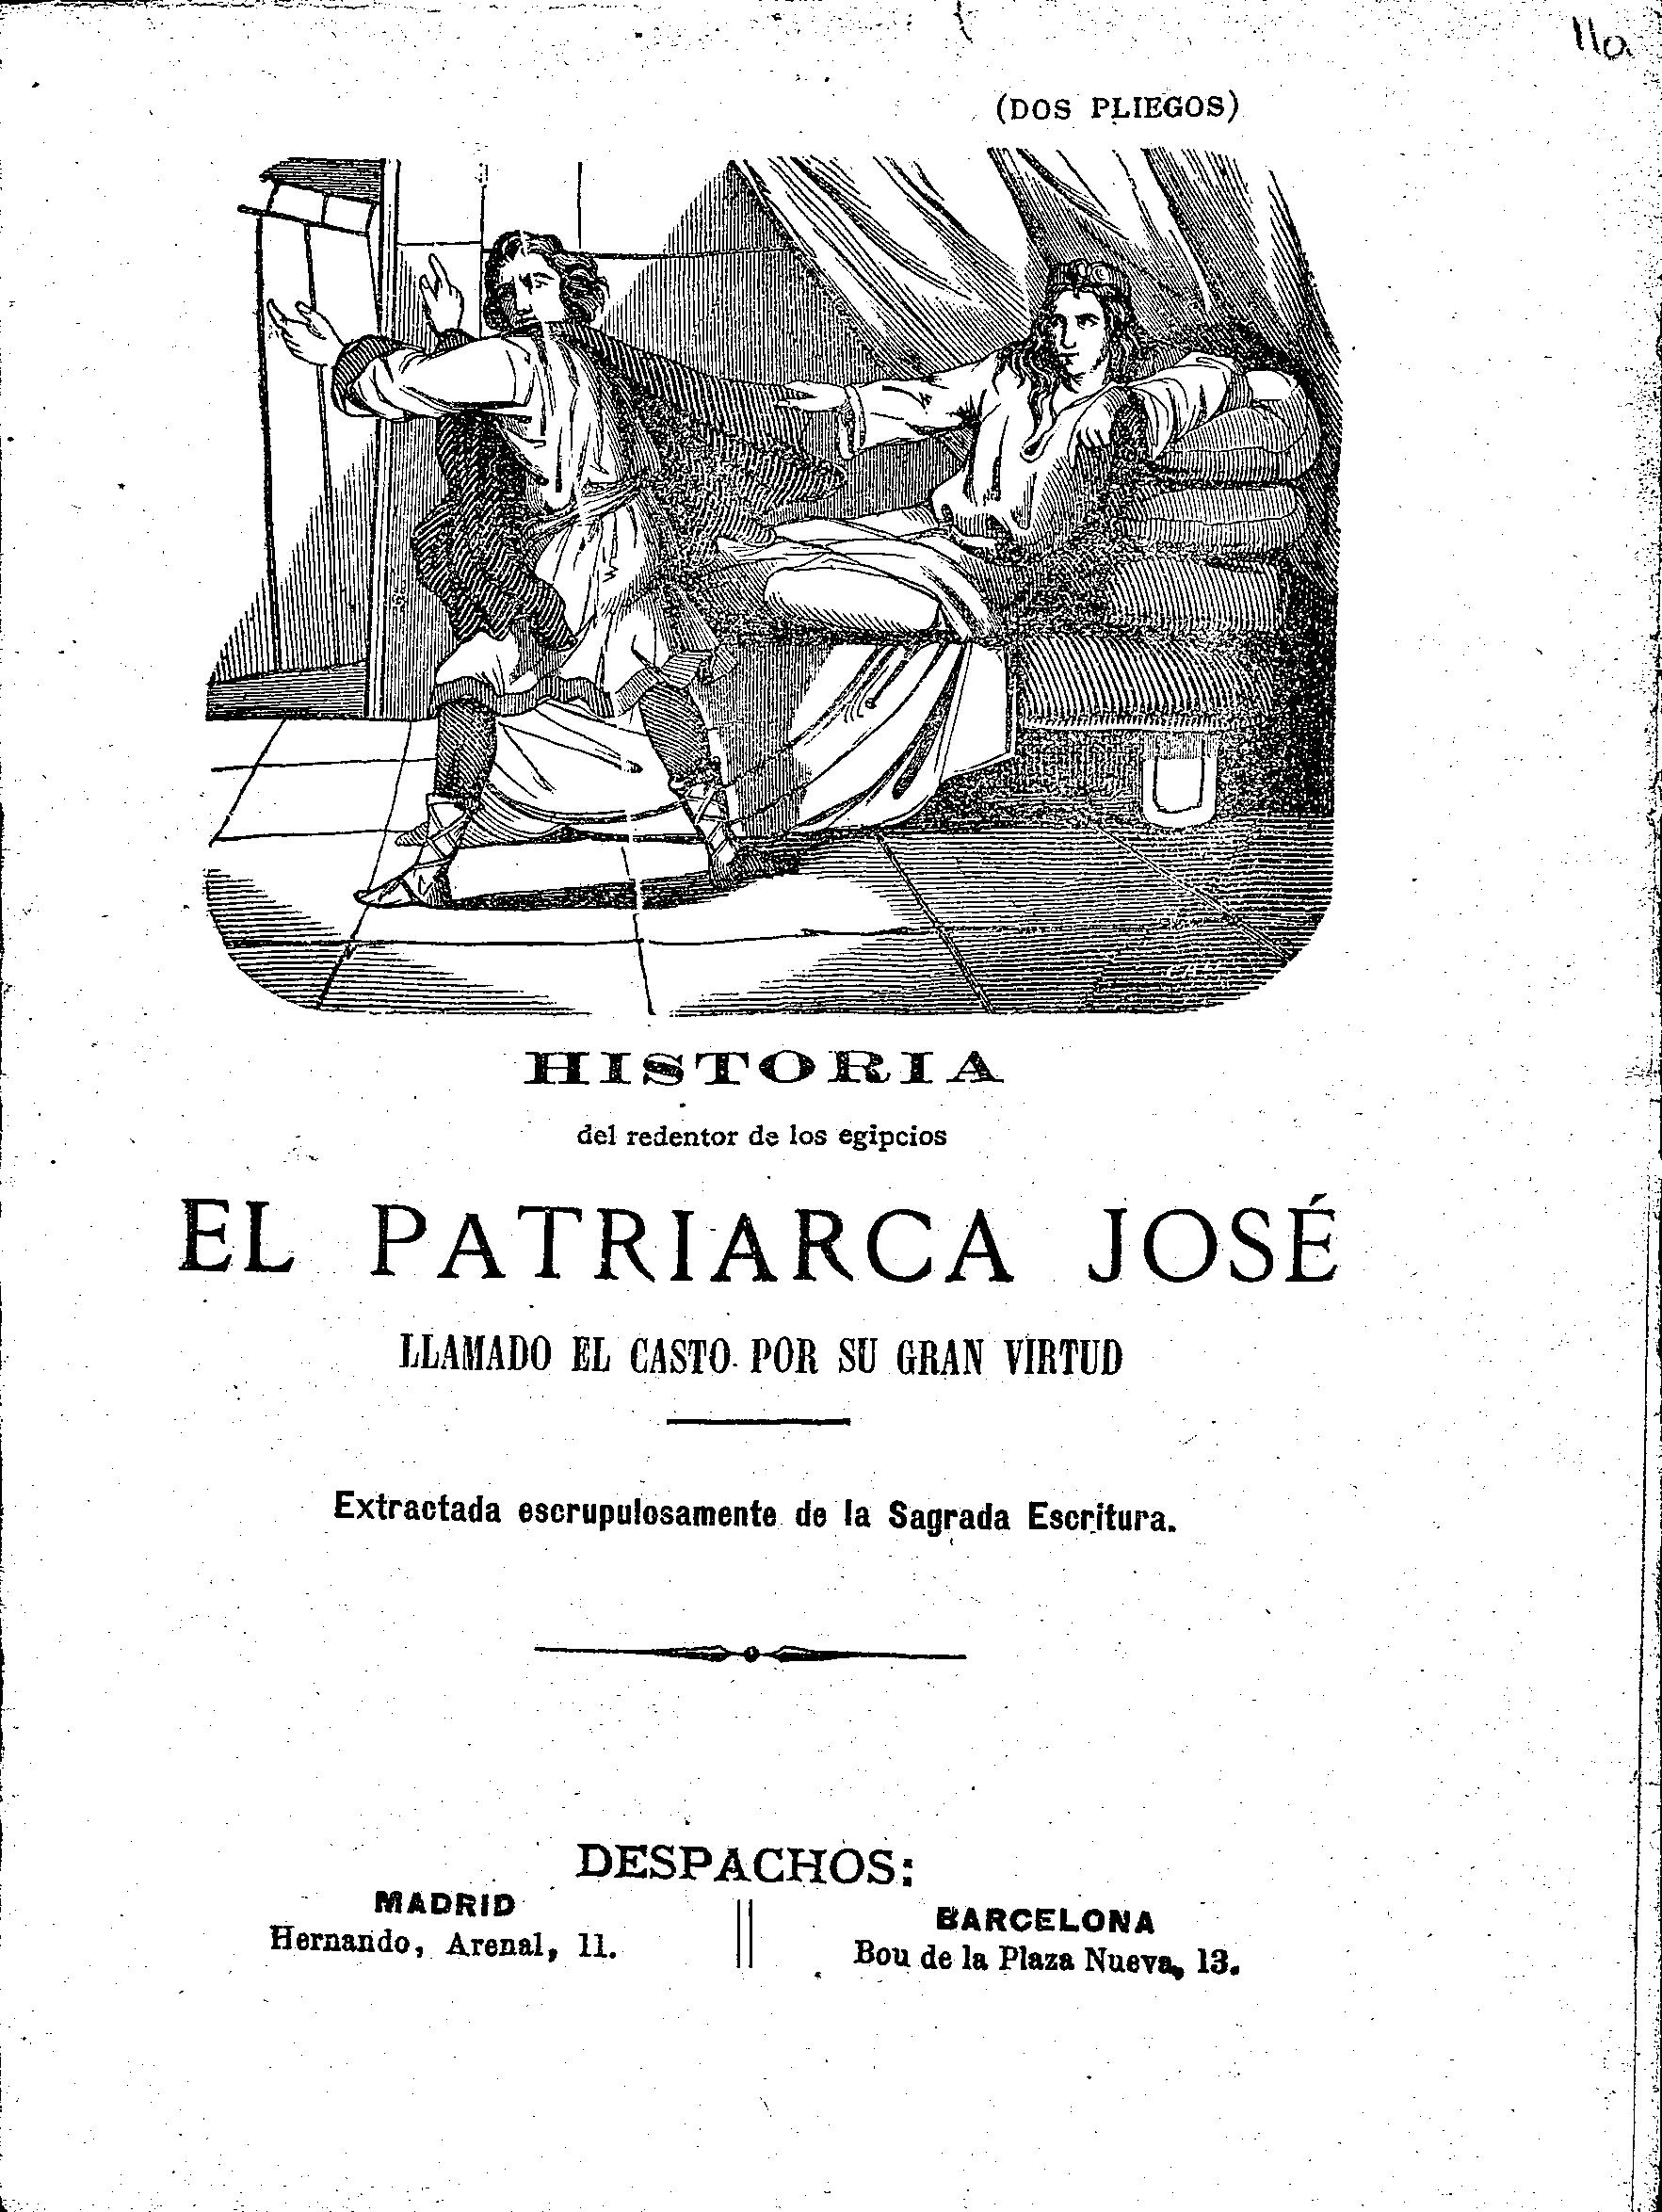 11a
(DOS PLIEGOS)
HISTORIA
del redentor de los egipcios
EL PATRIARCA JOSÉ
LLAMADO EL CASTO POR SU GRAN VIRTUD
Extractada escrupulosamente de la Sagrada Escritura.
DESPACHOS:
MADRID
Hernando, Arenal, 11.
BARCELONA
Bou de la Plaza Nueva, 13.